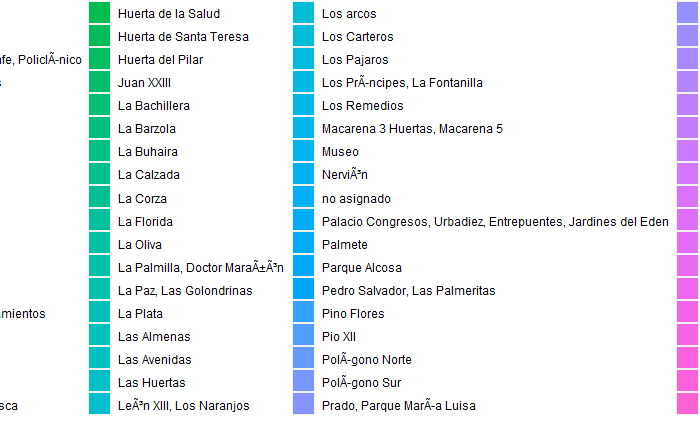 afe, PoliclÃ-nico
s
amientos
sca
Huerta de la Salud
Huerta de Santa Teresa
Huerta del Pilar
Juan XXIII
La Bachillera
La Barzola
La Buhaira
La Calzada
La Corza
La Florida
La Oliva
La Palmilla, Doctor MaraÃ±Ã³n
La Paz, Las Golondrinas
La Plata
Las Almenas
Las Avenidas
Las Huertas
LeÃ³n XIII, Los Naranjos
Los arcos
Los Carteros
Los Pajaros
Los PrÃ-ncipes, La Fontanilla
Los Remedios
Macarena 3 Huertas, Macarena 5
Museo
NerviÃ³n
no asignado
Palacio Congresos, Urbadiez, Entrepuentes, Jardines del Eden
Palmete
Parque Alcosa
Pedro Salvador, Las Palmeritas
Pino Flores
Pio XII
PolÃ-gono Norte
PolÃ-gono Sur
Prado, Parque MarÃ-a Luisa